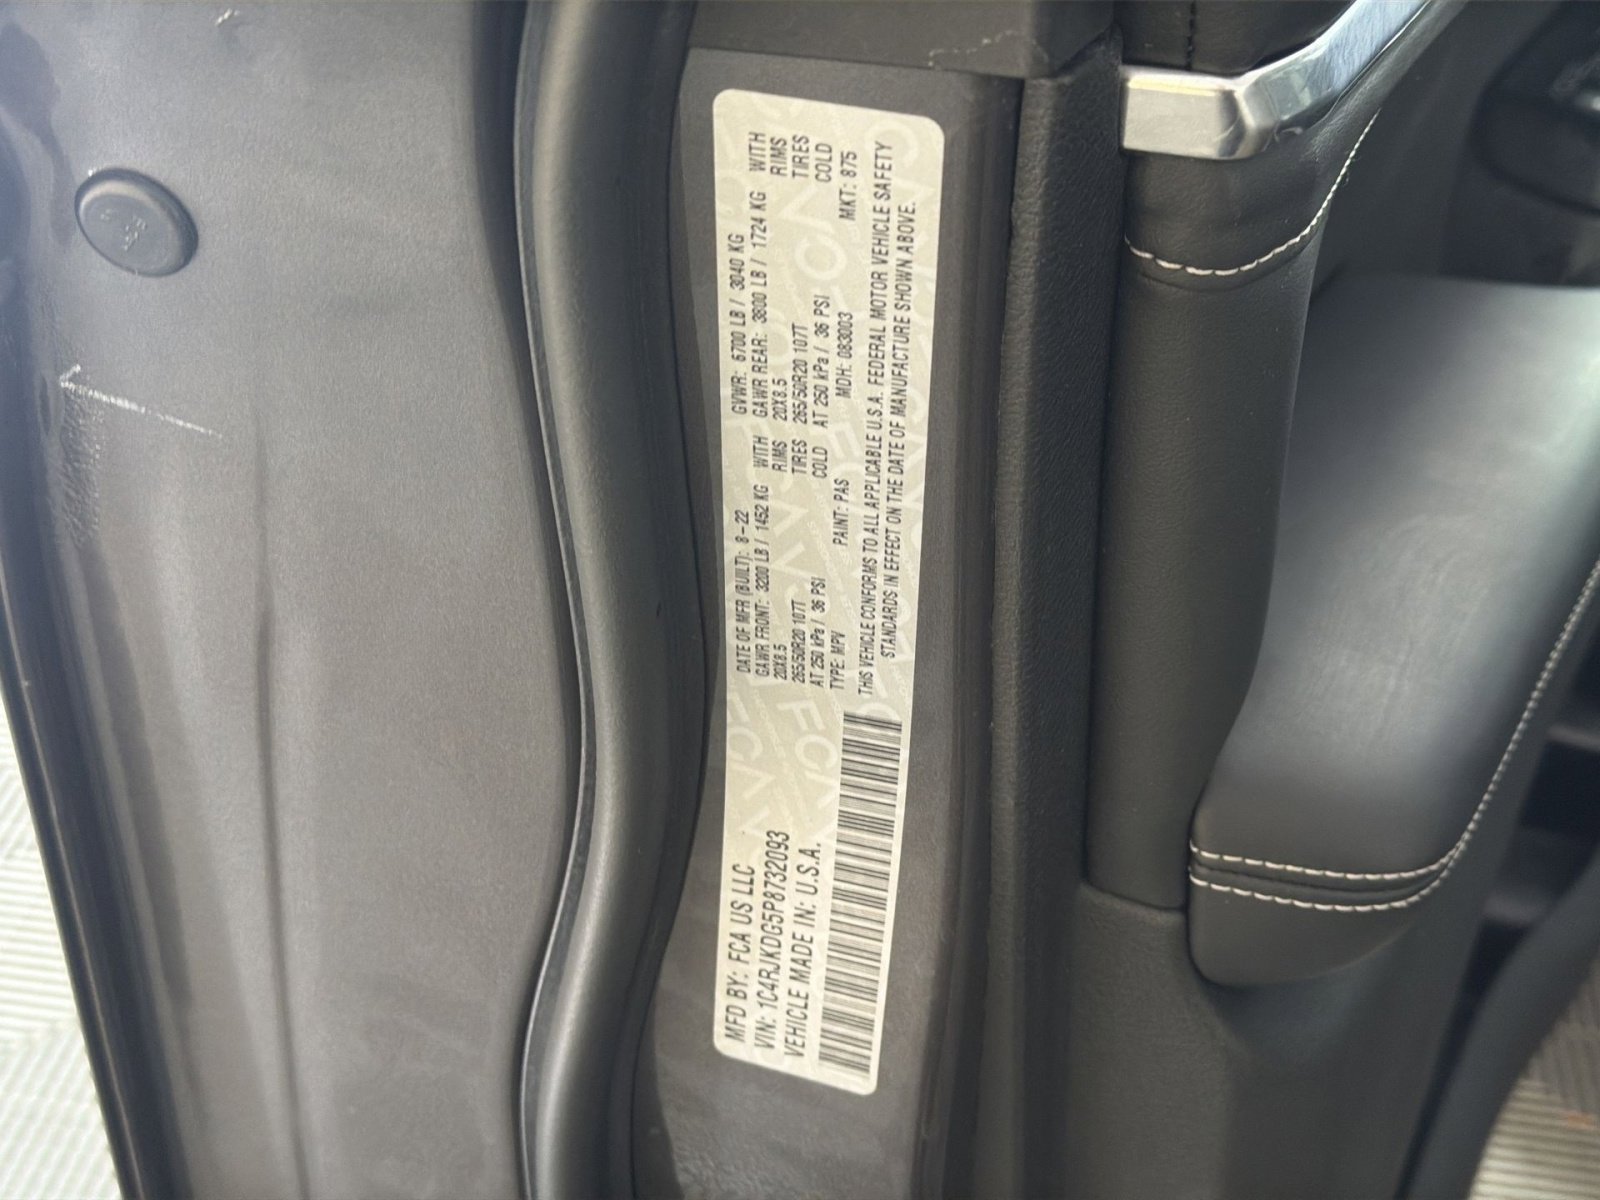 MFD BY: FCA US LLC
VIN: 1C4RJKDG5P8732093
VEHICLE MADE IN: U.S.A.
DATE OF MFR (BUILT): 8-22 GVWR: 6700 LB / 3040 KG
GAWR FRONT: 3200 LB / 1452 KG WITH GAWR REAR: 3800 LB / 1724 KG WITH
20X8.5 RIMS 20X8.5 RIMS
265/50R20 107T TIRES 265/50R20 107T TIRES
AT 250 kPa / 36 PSI COLD AT 250 kPa / 36 PSI COLD
TYPE: MPV PAINT: PAS MDH: 083003 MKT: 875
THIS VEHICLE CONFORMS TO ALL APPLICABLE U.S.A. FEDERAL MOTOR VEHICLE SAFETY
STANDARDS IN EFFECT ON THE DATE OF MANUFACTURE SHOWN ABOVE.